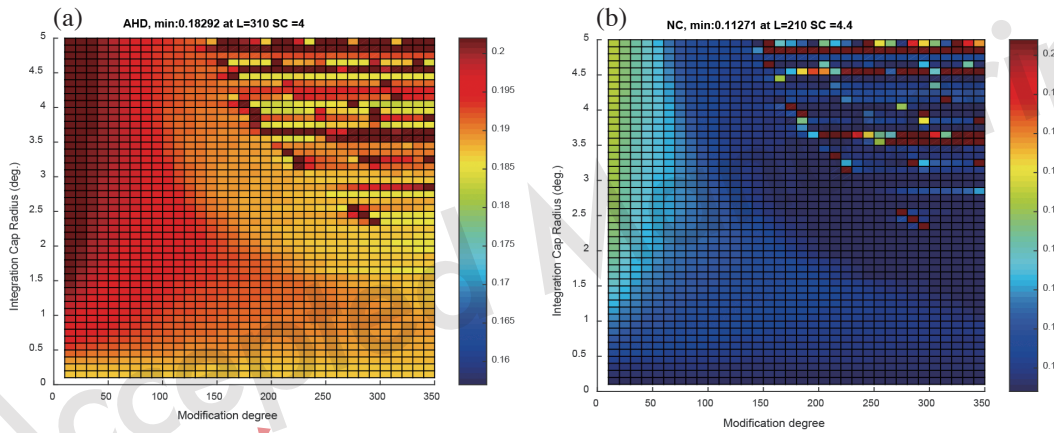 (a)
AHD, min:0.18292 at L=310 SC =4
5
4.5
4
3.5
3
2.5
2
1.5
1
0.5
0
Integration Cap Radius (deg.)
0 50 100 150 200 250 300 350
Modification degree
0.2
0.195
0.19
0.185
0.18
0.175
0.17
0.165
0.16
(b)
NC, min:0.11271 at L=210 SC =4.4
5
4.5
4
3.5
3
2.5
2
1.5
1
0.5
0
Integration Cap Radius (deg.)
0 50 100 150 200 250 300 350
Modification degree
Accepted